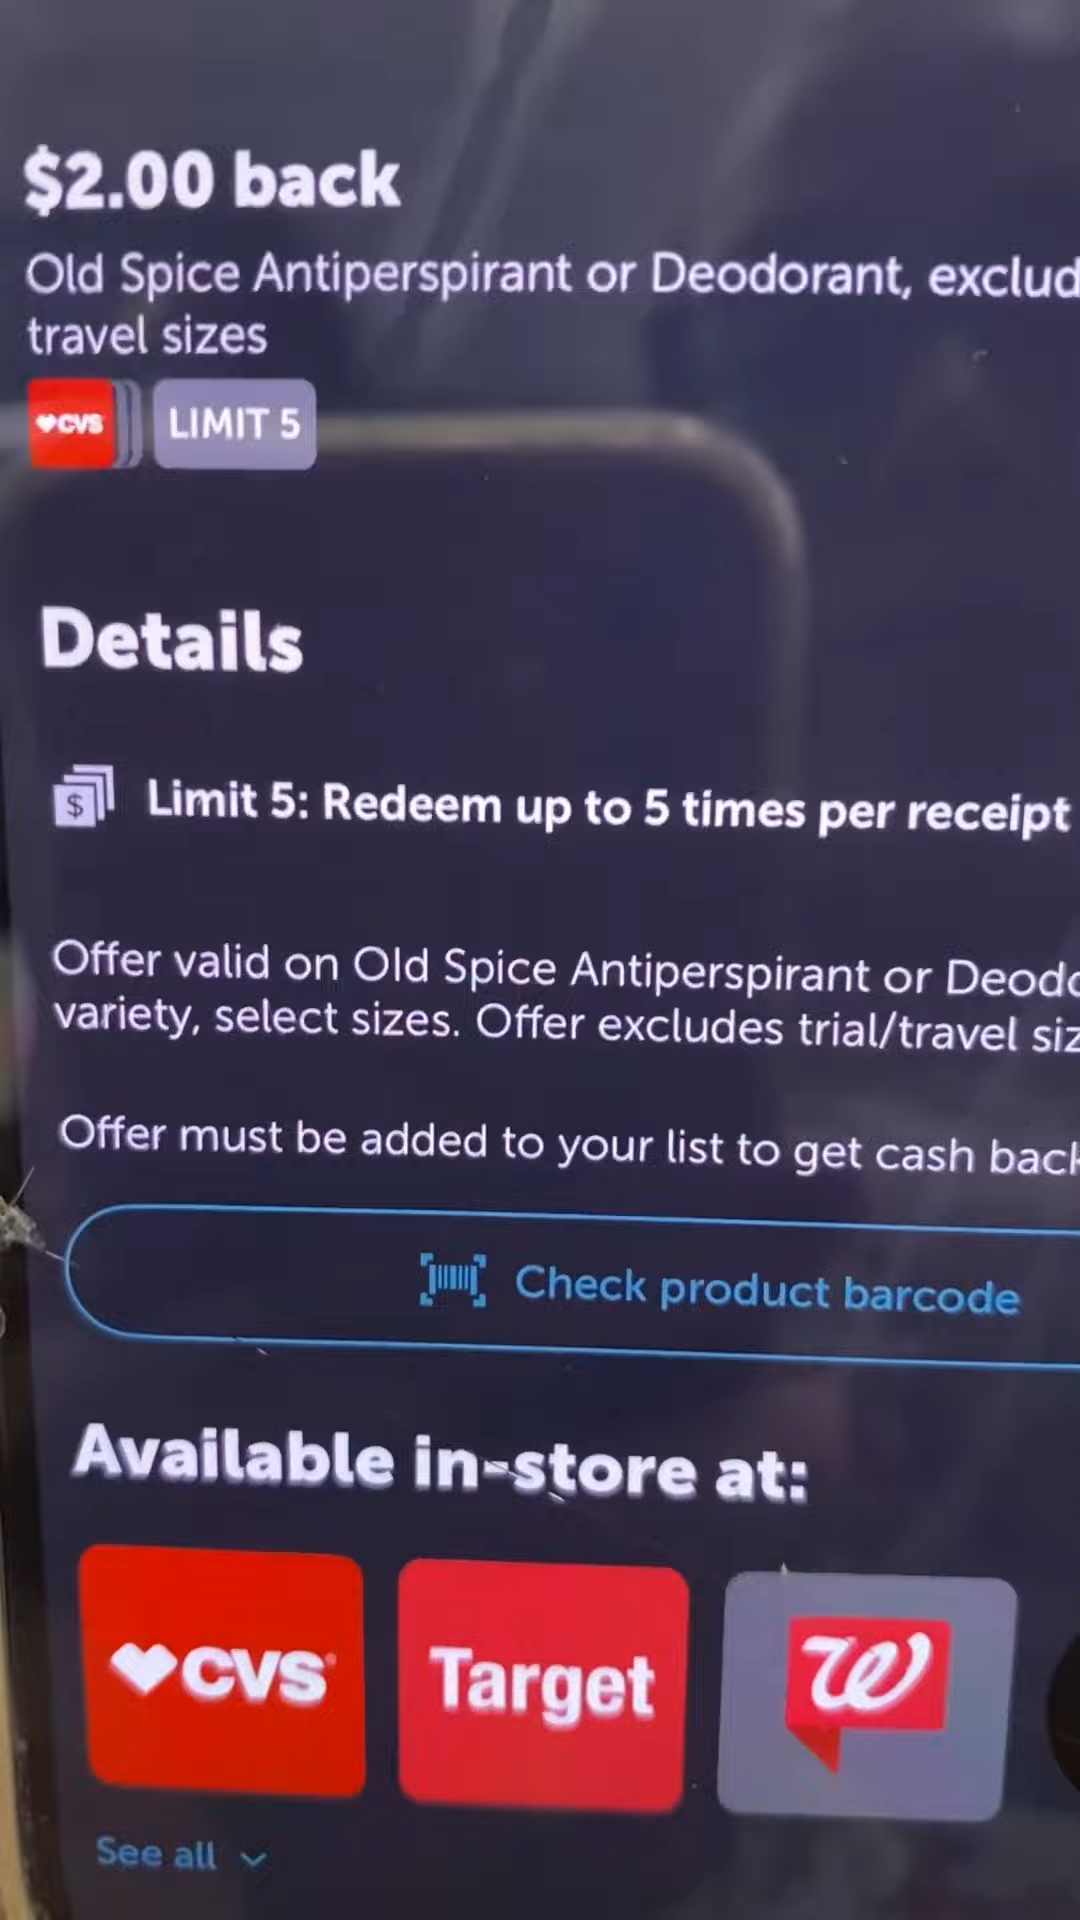 $2.00 back
Old Spice Antiperspirant or Deodorant, exclud
travel sizes
CVS LIMIT 5
Details
$ Limit 5: Redeem up to 5 times per receipt
Offer valid on Old Spice Antiperspirant or Deodo
variety, select sizes. Offer excludes trial/travel siz
Offer must be added to your list to get cash back
Check product barcode
Available in-store at:
CVS Target W
See all